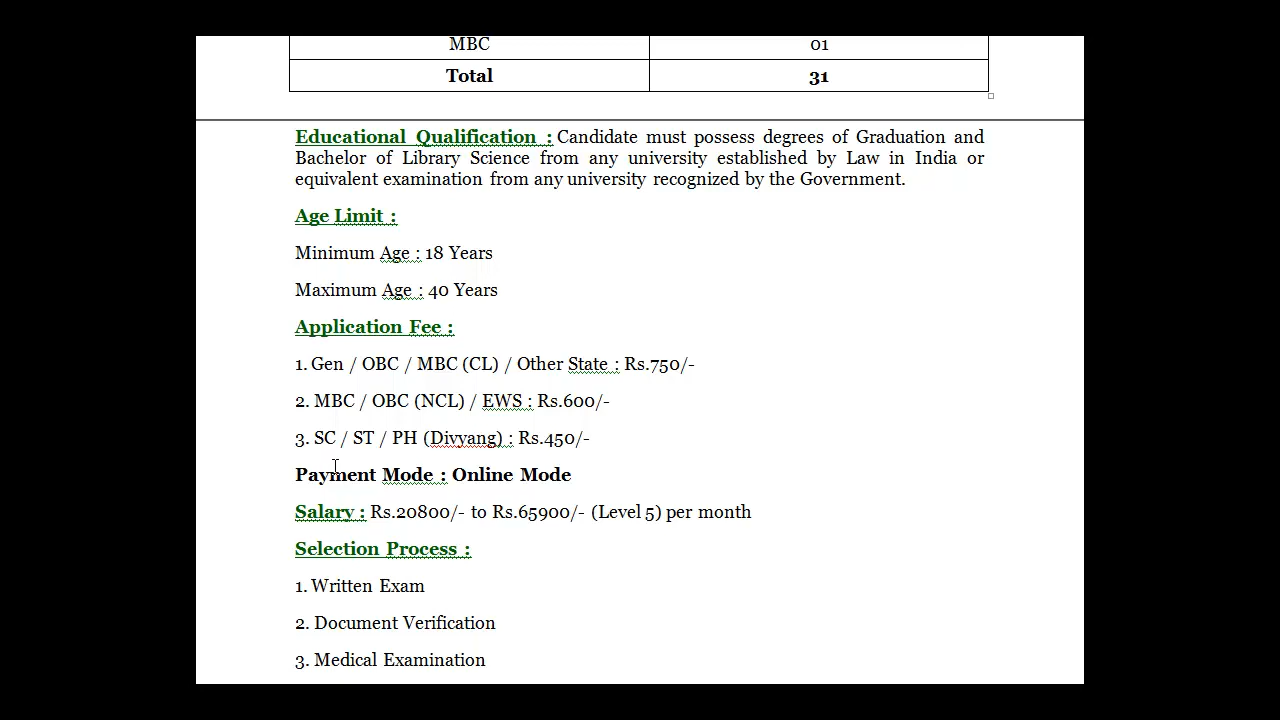 MBC 01
Total 31
Educational Qualification : Candidate must possess degrees of Graduation and
Bachelor of Library Science from any university established by Law in India or
equivalent examination from any university recognized by the Government.
Age Limit :
Minimum Age : 18 Years
Maximum Age : 40 Years
Application Fee :
1. Gen / OBC / MBC (CL) / Other State : Rs.750/-
2. MBC / OBC (NCL) / EWS : Rs.600/-
3. SC / ST / PH (Divyang) : Rs.450/-
Payment Mode : Online Mode
Salary : Rs.20800/- to Rs.65900/- (Level 5) per month
Selection Process :
1. Written Exam
2. Document Verification
3. Medical Examination